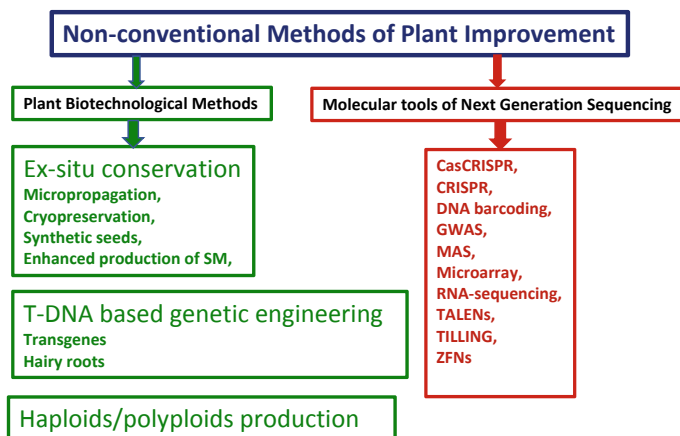 Non-conventional Methods of Plant Improvement
Plant Biotechnological Methods
Ex-situ conservation
Micropropagation,
Cryopreservation,
Synthetic seeds,
Enhanced production of SM,
T-DNA based genetic engineering
Transgenes
Hairy roots
Haploids/polyploids production
Molecular tools of Next Generation Sequencing
CasCRISPR,
CRISPR,
DNA barcoding,
GWAS,
MAS,
Microarray,
RNA-sequencing,
TALENs,
TILLING,
ZFNs